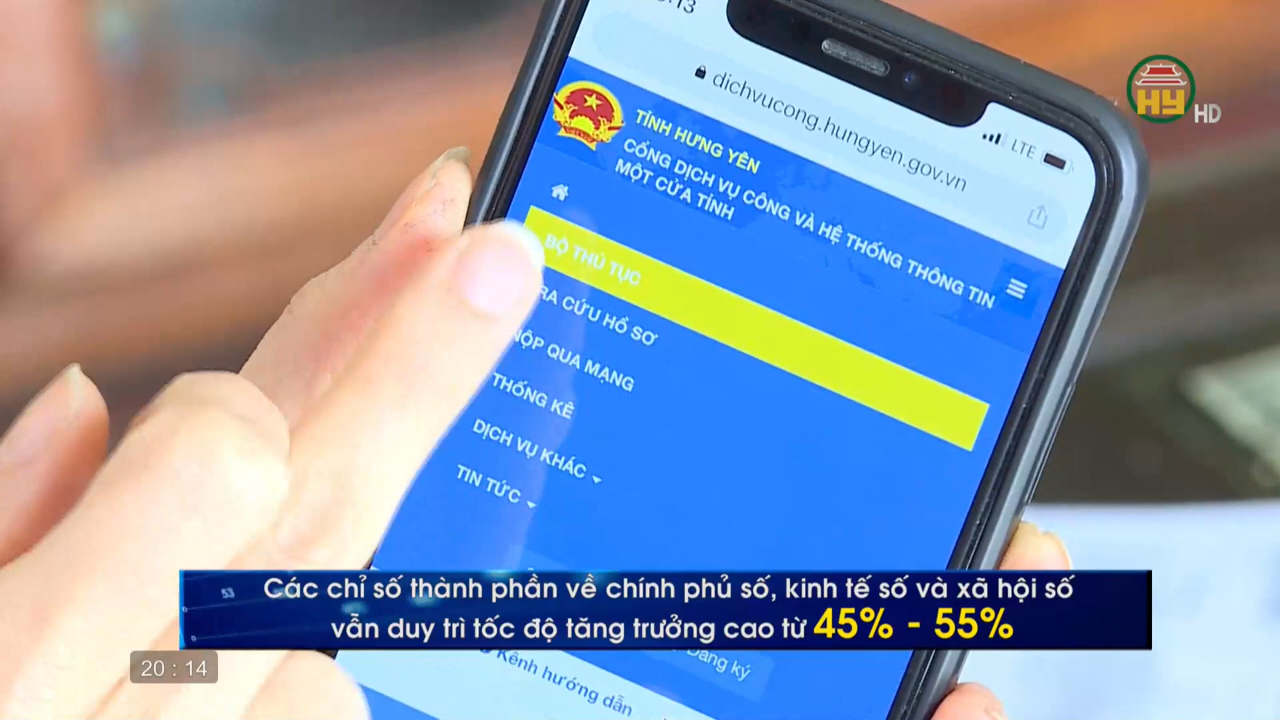 dichvucong.hungyen.gov.vn
LTE
HY HD
TỈNH HƯNG YÊN
CỔNG DỊCH VỤ CÔNG VÀ HỆ THỐNG THÔNG TIN
MỘT CỬA TỈNH
BỘ THỦ TỤC
RA CỨU HỒ SƠ
NỘP QUA MẠNG
THỐNG KÊ
DỊCH VỤ KHÁC
TIN TỨC
53
Các chỉ số thành phần về chính phủ số, kinh tế số và xã hội số
vẫn duy trì tốc độ tăng trưởng cao từ 45% - 55%
20 : 14
Đăng ký
Kênh hướng dẫn